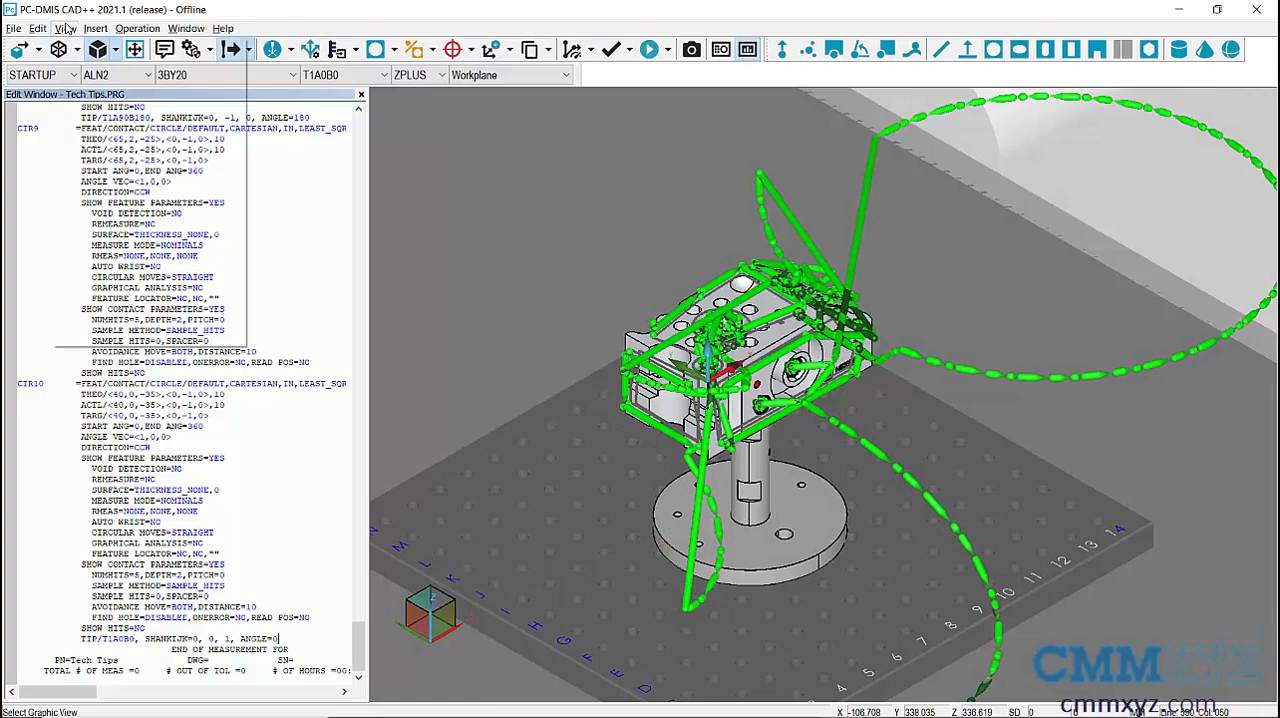 PC-DMIS CAD++ 2021.1 (release) - Offline
File Edit View Insert Operation Window Help
STARTUP ALN2 3BY20 T1A0B0 ZPLUS Workplane
Edit Window - Tech Tips.PRG
SHOW HITS=NO
TIP/T1AP0B180, SHANKIJK=0, -1, 0, ANGLE=180
CIR9 =FEAT/CONTACT/CIRCLE/DEFAULT,CARTESIAN,IN,LEAST_SQR
THEO/<65,2,-25>,<0,-1,0>,10
ACTL/<65,2,-25>,<0,-1,0>,10
TARG/<65,2,-25>,<0,-1,0>
START ANG=0,END ANG=360
ANGLE VEC=<1,0,0>
DIRECTION=CCW
SHOW FEATURE PARAMETERS=YES
VOID DETECTION=NO
REMEASURE=NO
SURFACE=THICKNESS_NONE,0
MEASURE MODE=NOMINALS
RMEAS=NONE,NONE,NONE
AUTO WRIST=NO
CIRCULAR MOVES=STRAIGHT
GRAPHICAL ANALYSIS=NO
FEATURE LOCATOR=NO,NO,""
SHOW CONTACT PARAMETERS=YES
NUMHITS=5,DEPTH=2,PITCH=0
SAMPLE METHOD=SAMPLE_HITS
SAMPLE HITS=0,SPACER=0
AVOIDANCE MOVE=BOTH,DISTANCE=10
FIND HOLE=DISABLED,ONERROR=NO,READ POS=NO
SHOW HITS=NO
CIR10 =FEAT/CONTACT/CIRCLE/DEFAULT,CARTESIAN,IN,LEAST_SQR
THEO/<40,0,-35>,<0,-1,0>,10
ACTL/<40,0,-35>,<0,-1,0>,10
TARG/<40,0,-35>,<0,-1,0>
START ANG=0,END ANG=360
ANGLE VEC=<1,0,0>
DIRECTION=CCW
SHOW FEATURE PARAMETERS=YES
VOID DETECTION=NO
REMEASURE=NO
SURFACE=THICKNESS_NONE,0
MEASURE MODE=NOMINALS
RMEAS=NONE,NONE,NONE
AUTO WRIST=NO
CIRCULAR MOVES=STRAIGHT
GRAPHICAL ANALYSIS=NO
FEATURE LOCATOR=NO,NO,""
SHOW CONTACT PARAMETERS=YES
NUMHITS=5,DEPTH=2,PITCH=0
SAMPLE METHOD=SAMPLE_HITS
SAMPLE HITS=0,SPACER=0
AVOIDANCE MOVE=BOTH,DISTANCE=10
FIND HOLE=DISABLED,ONERROR=NO,READ POS=NO
SHOW HITS=NO
TIP/T1A0B0, SHANKIJK=0, 0, 1, ANGLE=0
END OF MEASUREMENT FOR
PN=Tech Tips DWG= SN=
TOTAL # OF MEAS =0 # OUT OF TOL =0 # OF HOURS =00:
M L K J I H G F E D
4 5 6 7 8 9 10 11 12 13 14
Z
CMMXYZ
cmmxyz.com
Select Graphic View X -106.708 Y 338.035 Z 336.619 SD 0